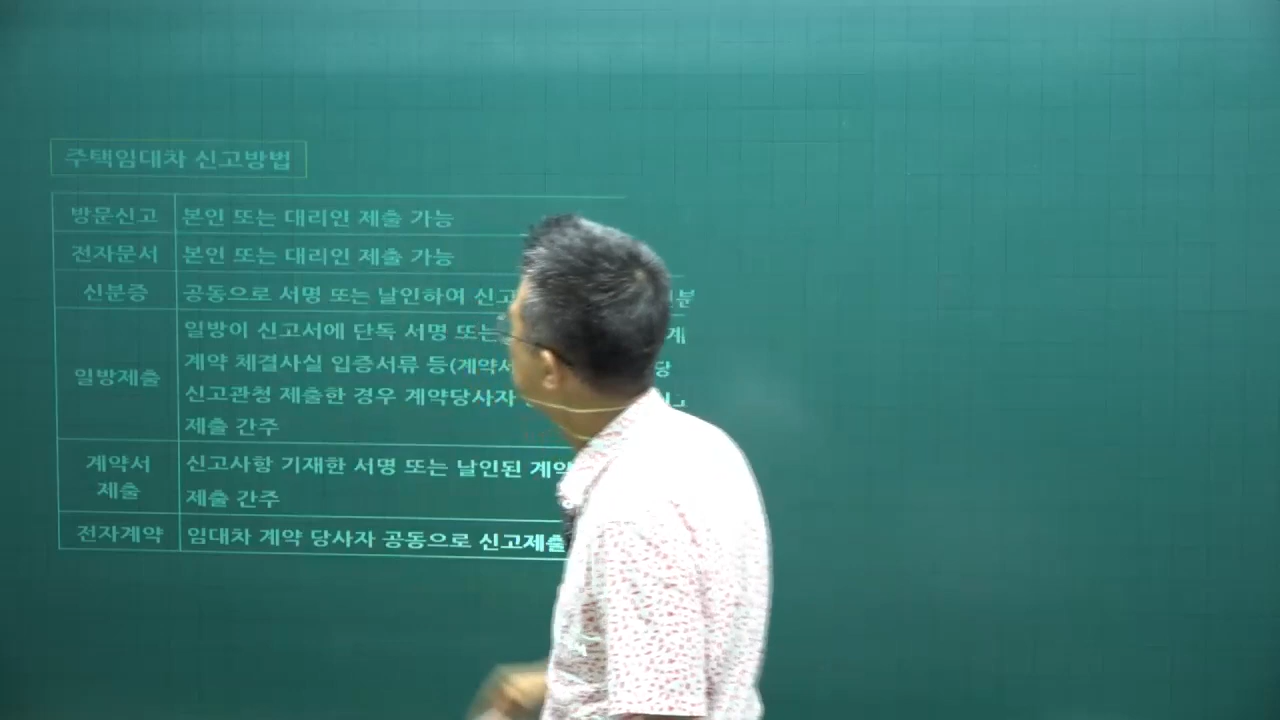 주택임대차 신고방법
방문신고 본인 또는 대리인 제출 가능
전자문서 본인 또는 대리인 제출 가능
신분증 공동으로 서명 또는 날인하여
일방제출 일방이 신고서에 단독 서명 또는
계약 체결사실 입증서류 등(계약서
신고관청 제출한 경우 계약당사자
제출 간주
계약서 제출 신고사항 기재한 서명 또는 날인된
제출 간주
전자계약 임대차 계약 당사자 공동으로 신고제출